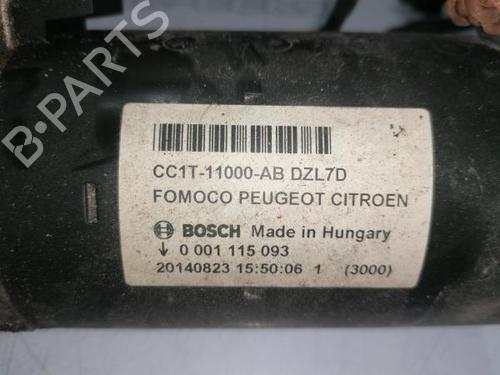 B-PARTS
CC1T-11000-AB DZL7D
FOMOCO PEUGEOT CITROEN
BOSCH Made in Hungary
↓ 0 001 115 093
20140823 15:50:06 1 (3000)